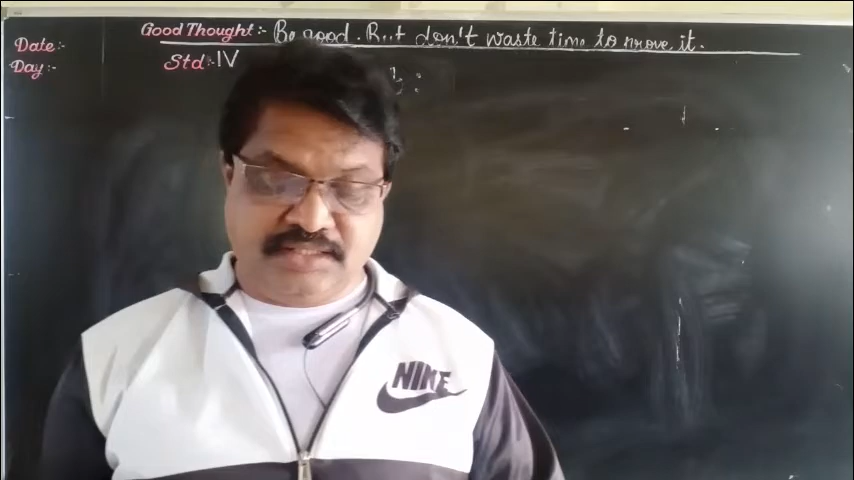 Good Thought :- Be good. But don't waste time to prove it.
Date:-
Day:-
Std:-IV
NIKE